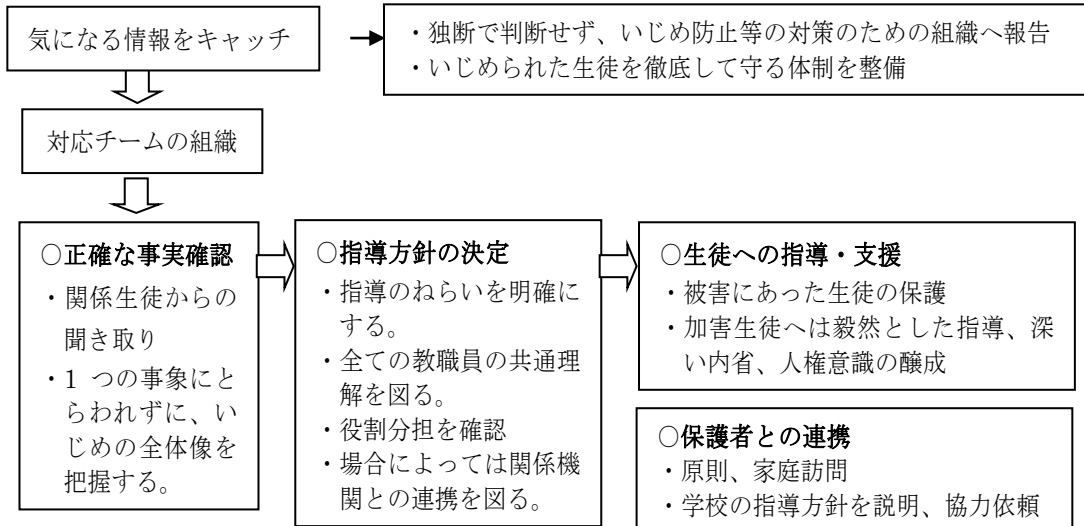 気になる情報をキャッチ
・独断で判断せず、いじめ防止等の対策のための組織へ報告
・いじめられた生徒を徹底して守る体制を整備
対応チームの組織
○正確な事実確認
・関係生徒からの
聞き取り
・1 つの事象にと
らわれずに、い
じめの全体像を
把握する。
○指導方針の決定
・指導のねらいを明確に
する。
・全ての教職員の共通理
解を図る。
・役割分担を確認
・場合によっては関係機
関との連携を図る。
○生徒への指導・支援
・被害にあった生徒の保護
・加害生徒へは毅然とした指導、深
い内省、人権意識の醸成
○保護者との連携
・原則、家庭訪問
・学校の指導方針を説明、協力依頼